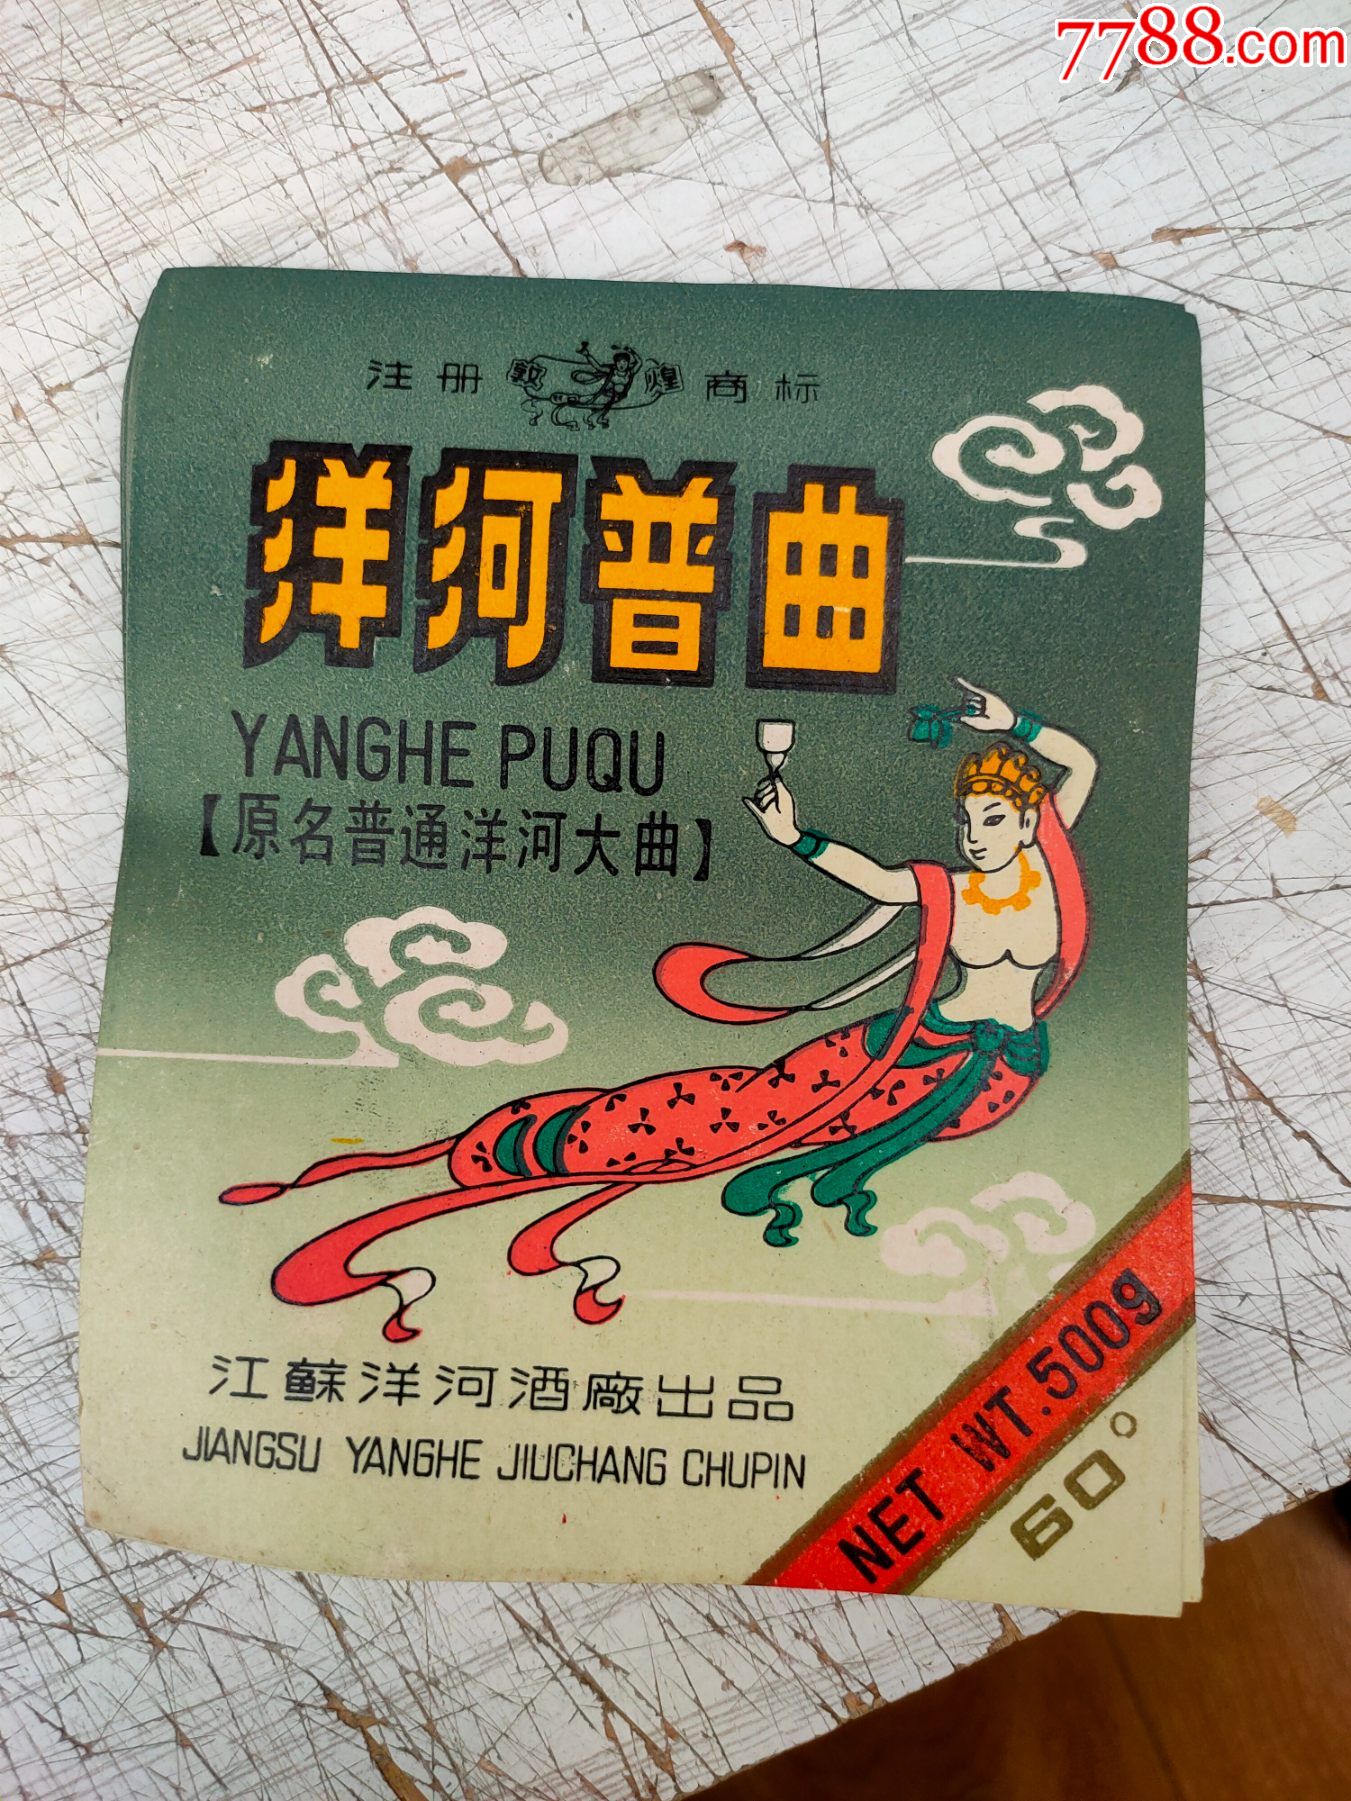 7788.com
注册 敦煌 商标
洋河普曲
YANGHE PUQU
【原名普通洋河大曲】
江蘇洋河酒廠出品
JIANGSU YANGHE JIUCHANG CHUPIN
NET WT.500g
60°